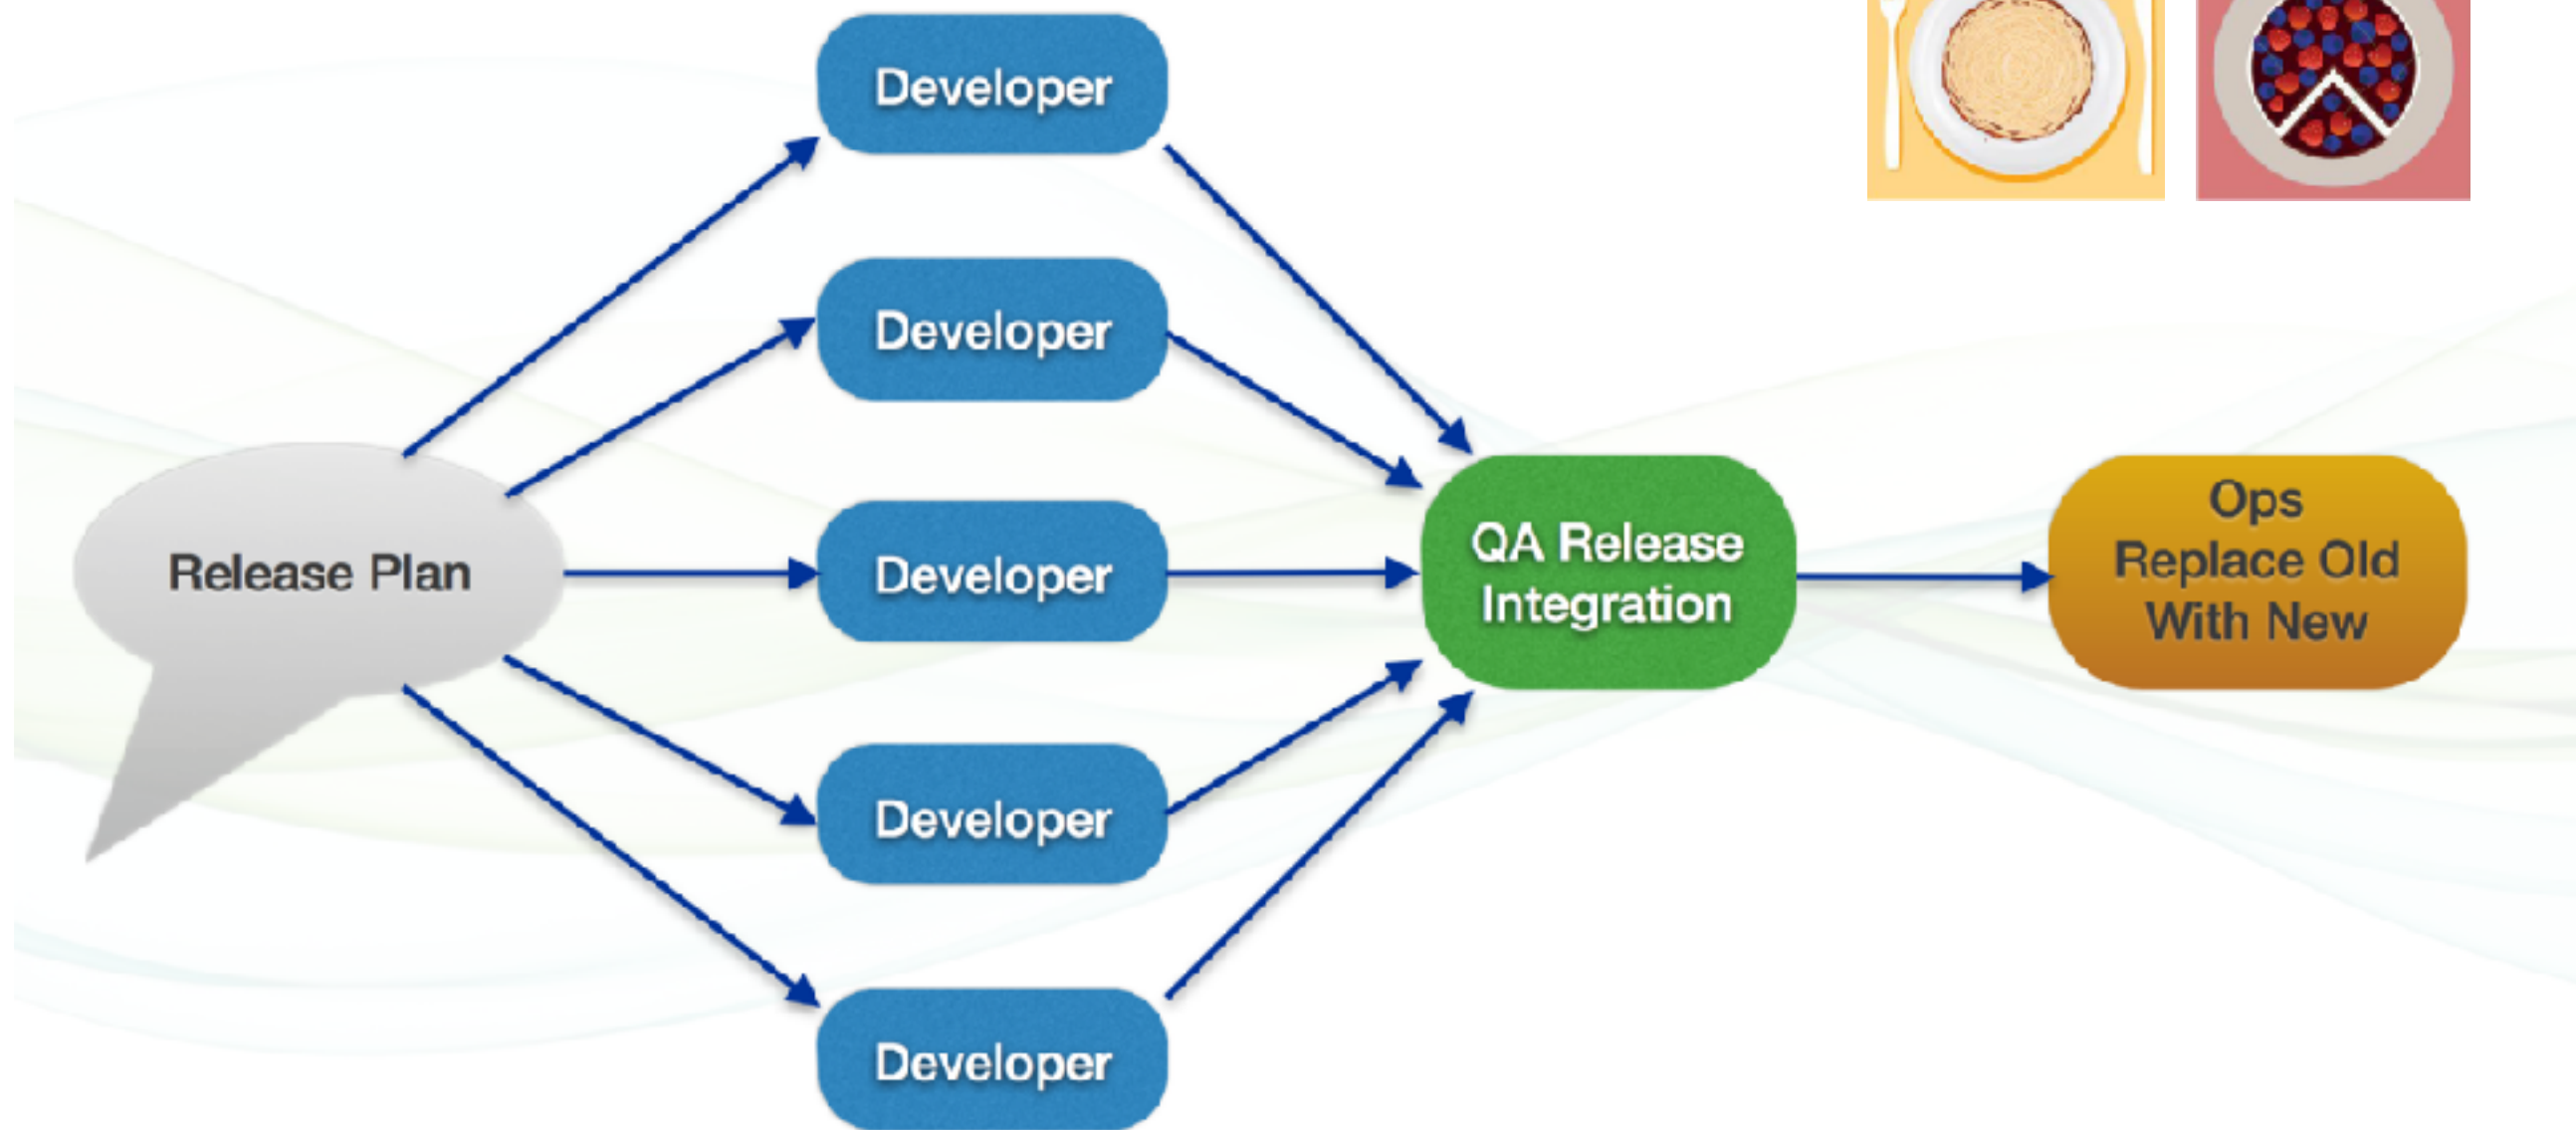 Developer
Developer
Release Plan
Developer
QA Release
Integration
Ops
Replace Old
With New
Developer
Developer